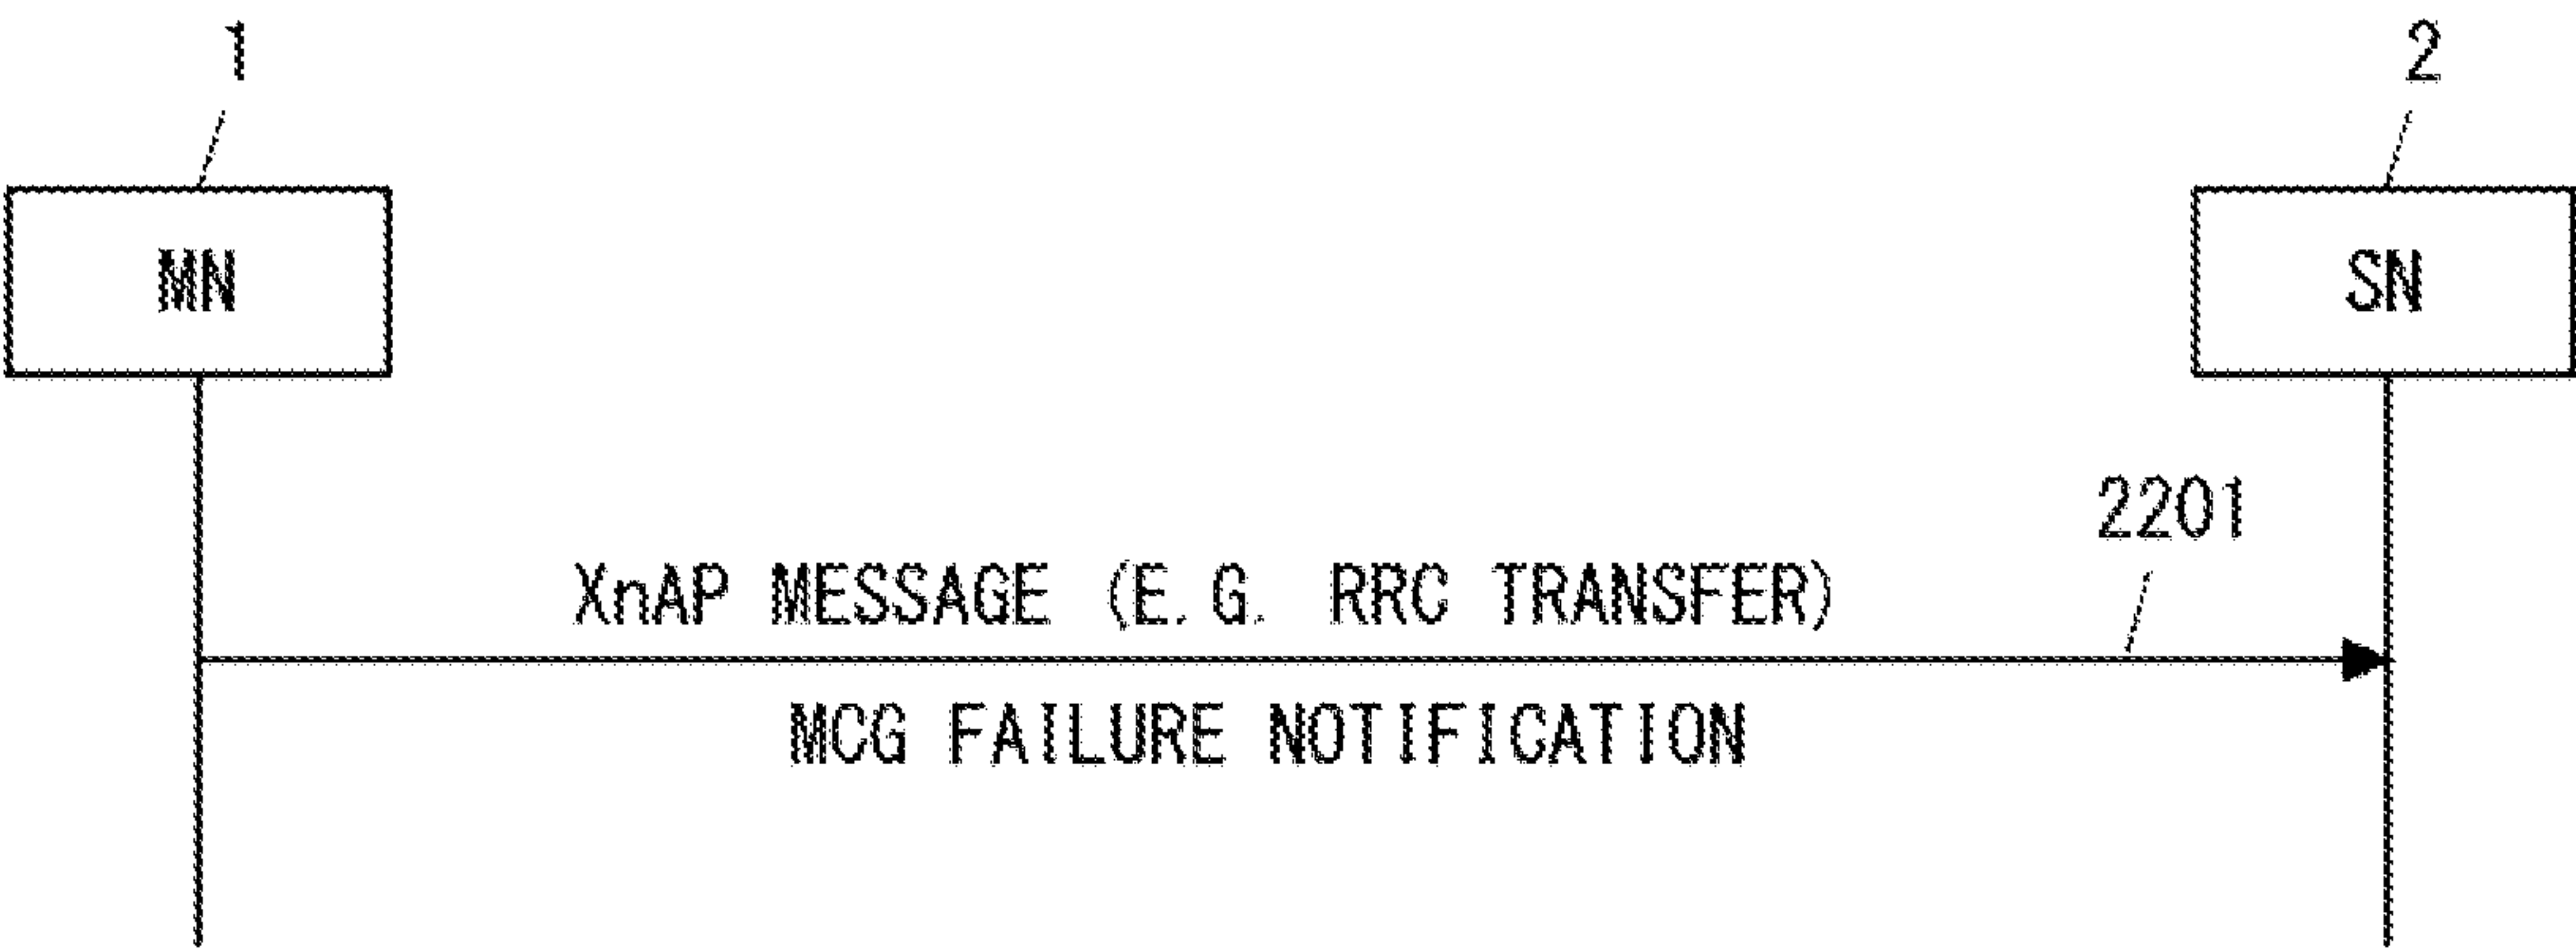 1
2
MN
SN
2201
XnAP MESSAGE (E.G. RRC TRANSFER)
MCG FAILURE NOTIFICATION